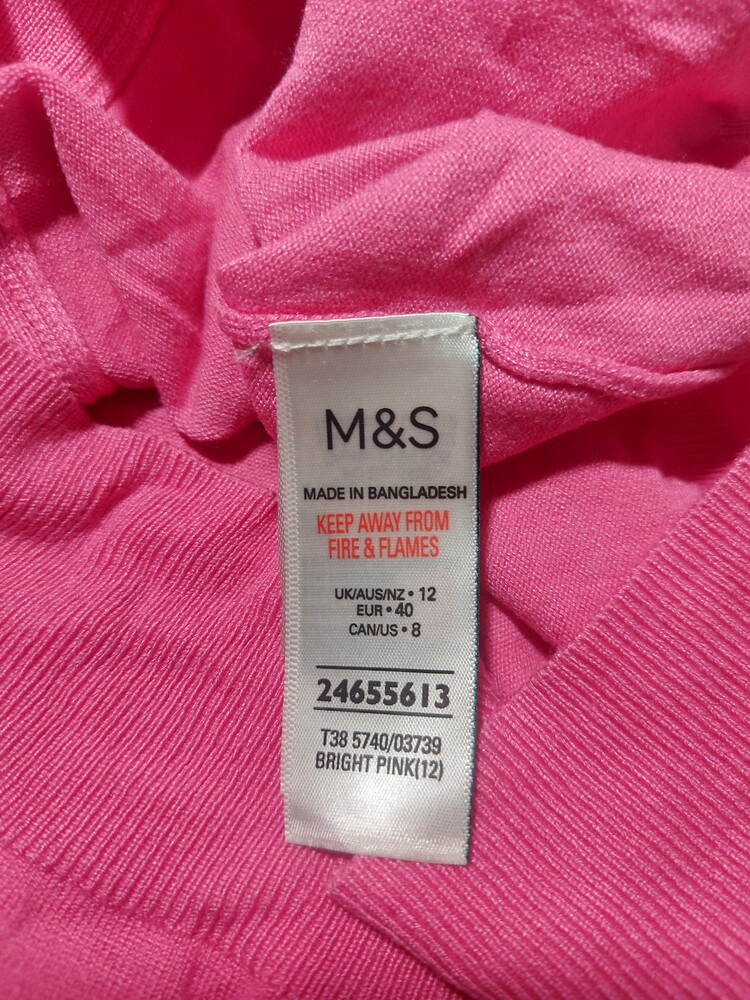 M&S
MADE IN BANGLADESH
KEEP AWAY FROM
FIRE & FLAMES
UK/AUS/NZ • 12
EUR • 40
CAN/US • 8
24655613
T38 5740/03739
BRIGHT PINK(12)